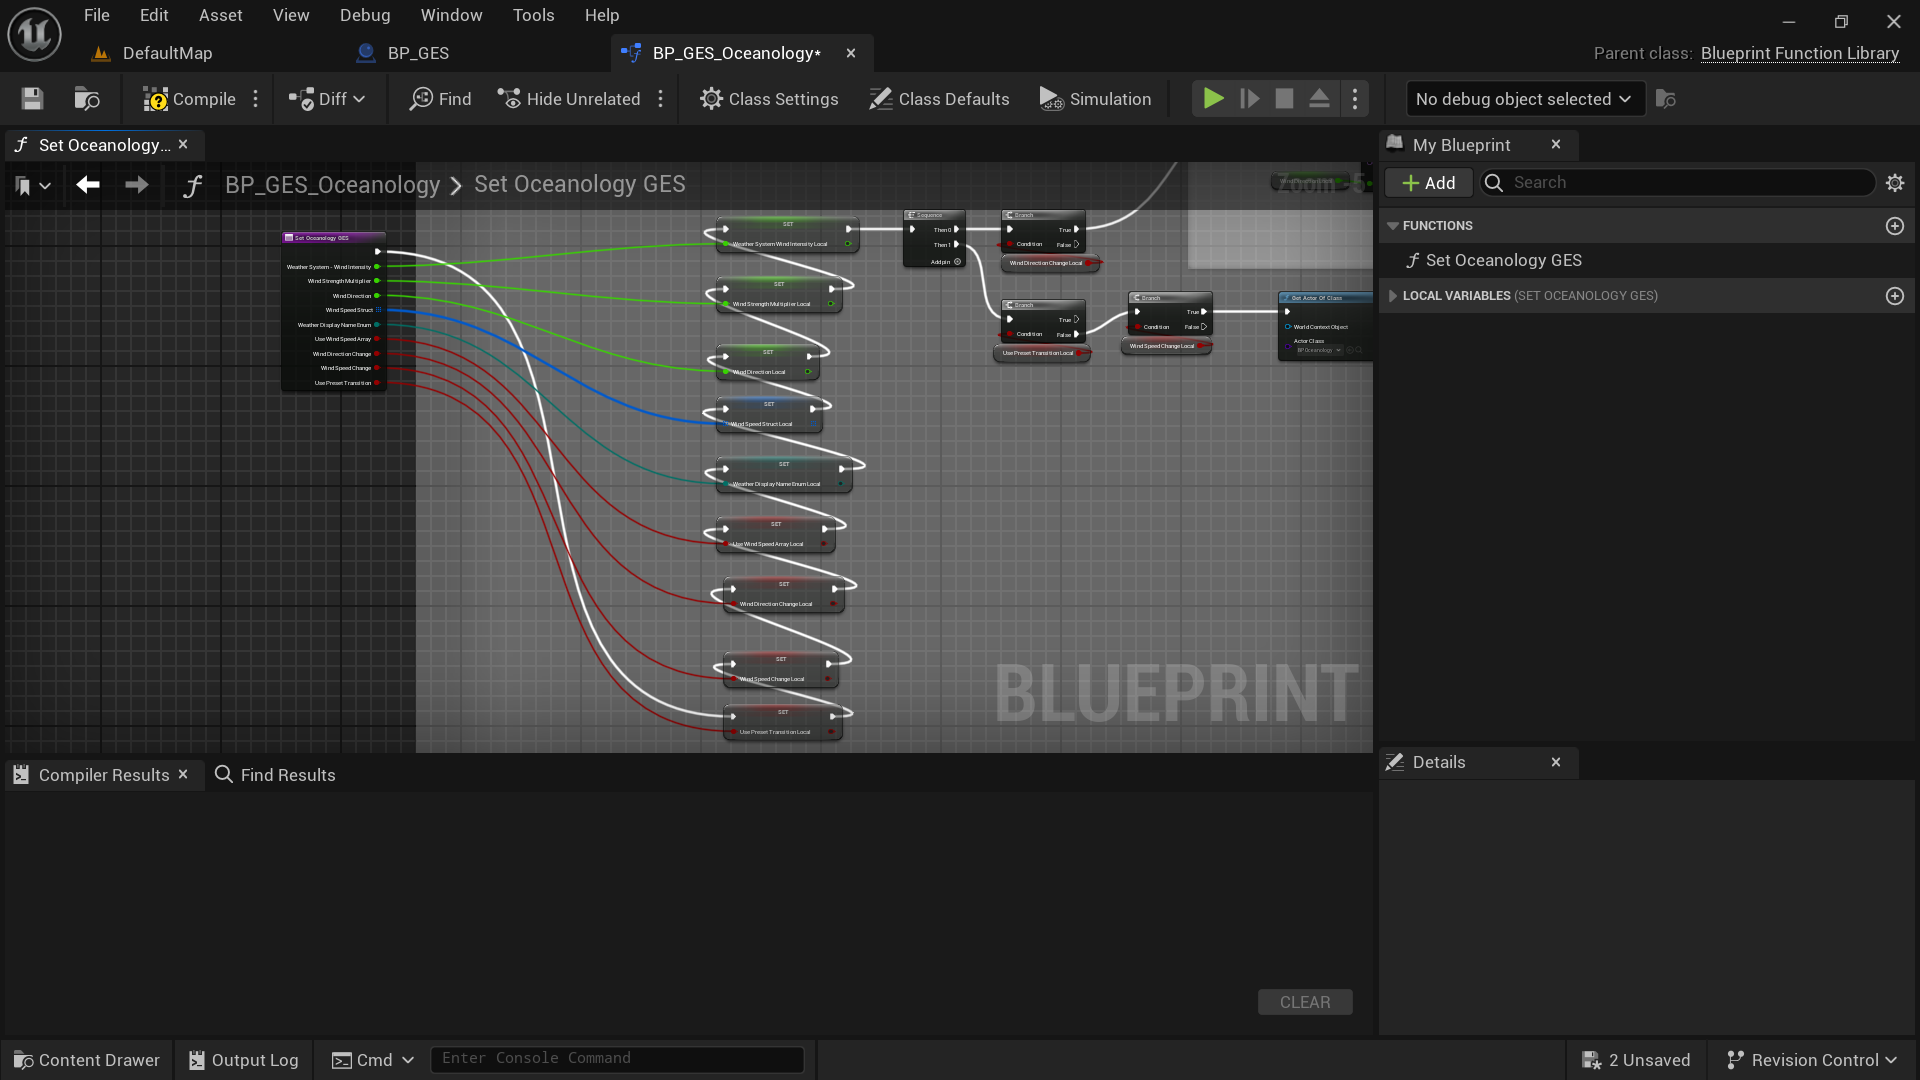 File Edit Asset View Debug Window Tools Help
DefaultMap BP_GES BP_GES_Oceanology* Parent class: Blueprint Function Library
Compile Diff Find Hide Unrelated Class Settings Class Defaults Simulation No debug object selected
Set Oceanology...
BP_GES_Oceanology > Set Oceanology GES
Zoom -5
Set Oceanology GES
Weather System - Wind Intensity
Wind Strength Multiplier
Wind Direction
Wind Speed Struct
Weather Display Name Enum
Use Wind Speed Array
Wind Direction Change
Wind Speed Change
Use Preset Transition
SET
Weather System Wind Intensity Local
SET
Wind Strength Multiplier Local
SET
Wind Direction Local
SET
Wind Speed Struct Local
SET
Weather Display Name Enum Local
SET
Use Wind Speed Array Local
SET
Wind Direction Change Local
SET
Wind Speed Change Local
SET
Use Preset Transition Local
Sequence
Then 0
Then 1
Add pin
Branch
True
Condition False
Wind Direction Change Local
Branch
True
Condition False
Use Preset Transition Local
Branch
True
Condition False
Wind Speed Change Local
Get Actor Of Class
World Context Object
Actor Class
BP Oceanology
BLUEPRINT
My Blueprint
Add Search
FUNCTIONS
Set Oceanology GES
LOCAL VARIABLES (SET OCEANOLOGY GES)
Details
Compiler Results Find Results
CLEAR
Content Drawer Output Log Cmd Enter Console Command 2 Unsaved Revision Control